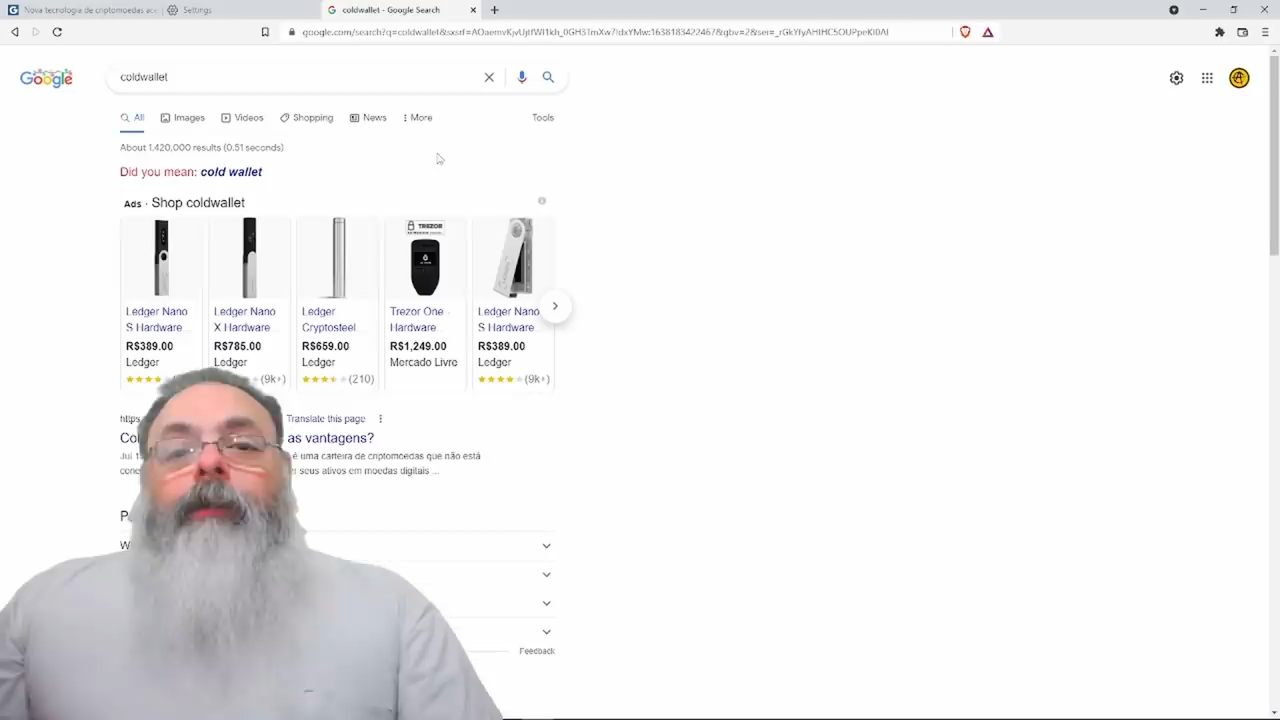 Nova tecnologia de criptomoedas ace
Settings
coldwallet - Google Search
google.com/search?q=coldwallet
Google
coldwallet
All
Images
Videos
Shopping
News
More
Tools
About 1,420,000 results (0.51 seconds)
Did you mean: cold wallet
Ads · Shop coldwallet
TREZOR
Ledger Nano
S Hardware...
R$389.00
Ledger
Ledger Nano
X Hardware...
R$785.00
Ledger
(9k+)
Ledger
Cryptosteel...
R$659.00
Ledger
(210)
Trezor One -
Hardware...
R$1,249.00
Mercado Livre
Ledger Nano
S Hardware...
R$389.00
Ledger
(9k+)
https
Translate this page
Co as vantagens?
é uma carteira de criptomoedas que não está
seus ativos em moedas digitais ...
P
W
Feedback